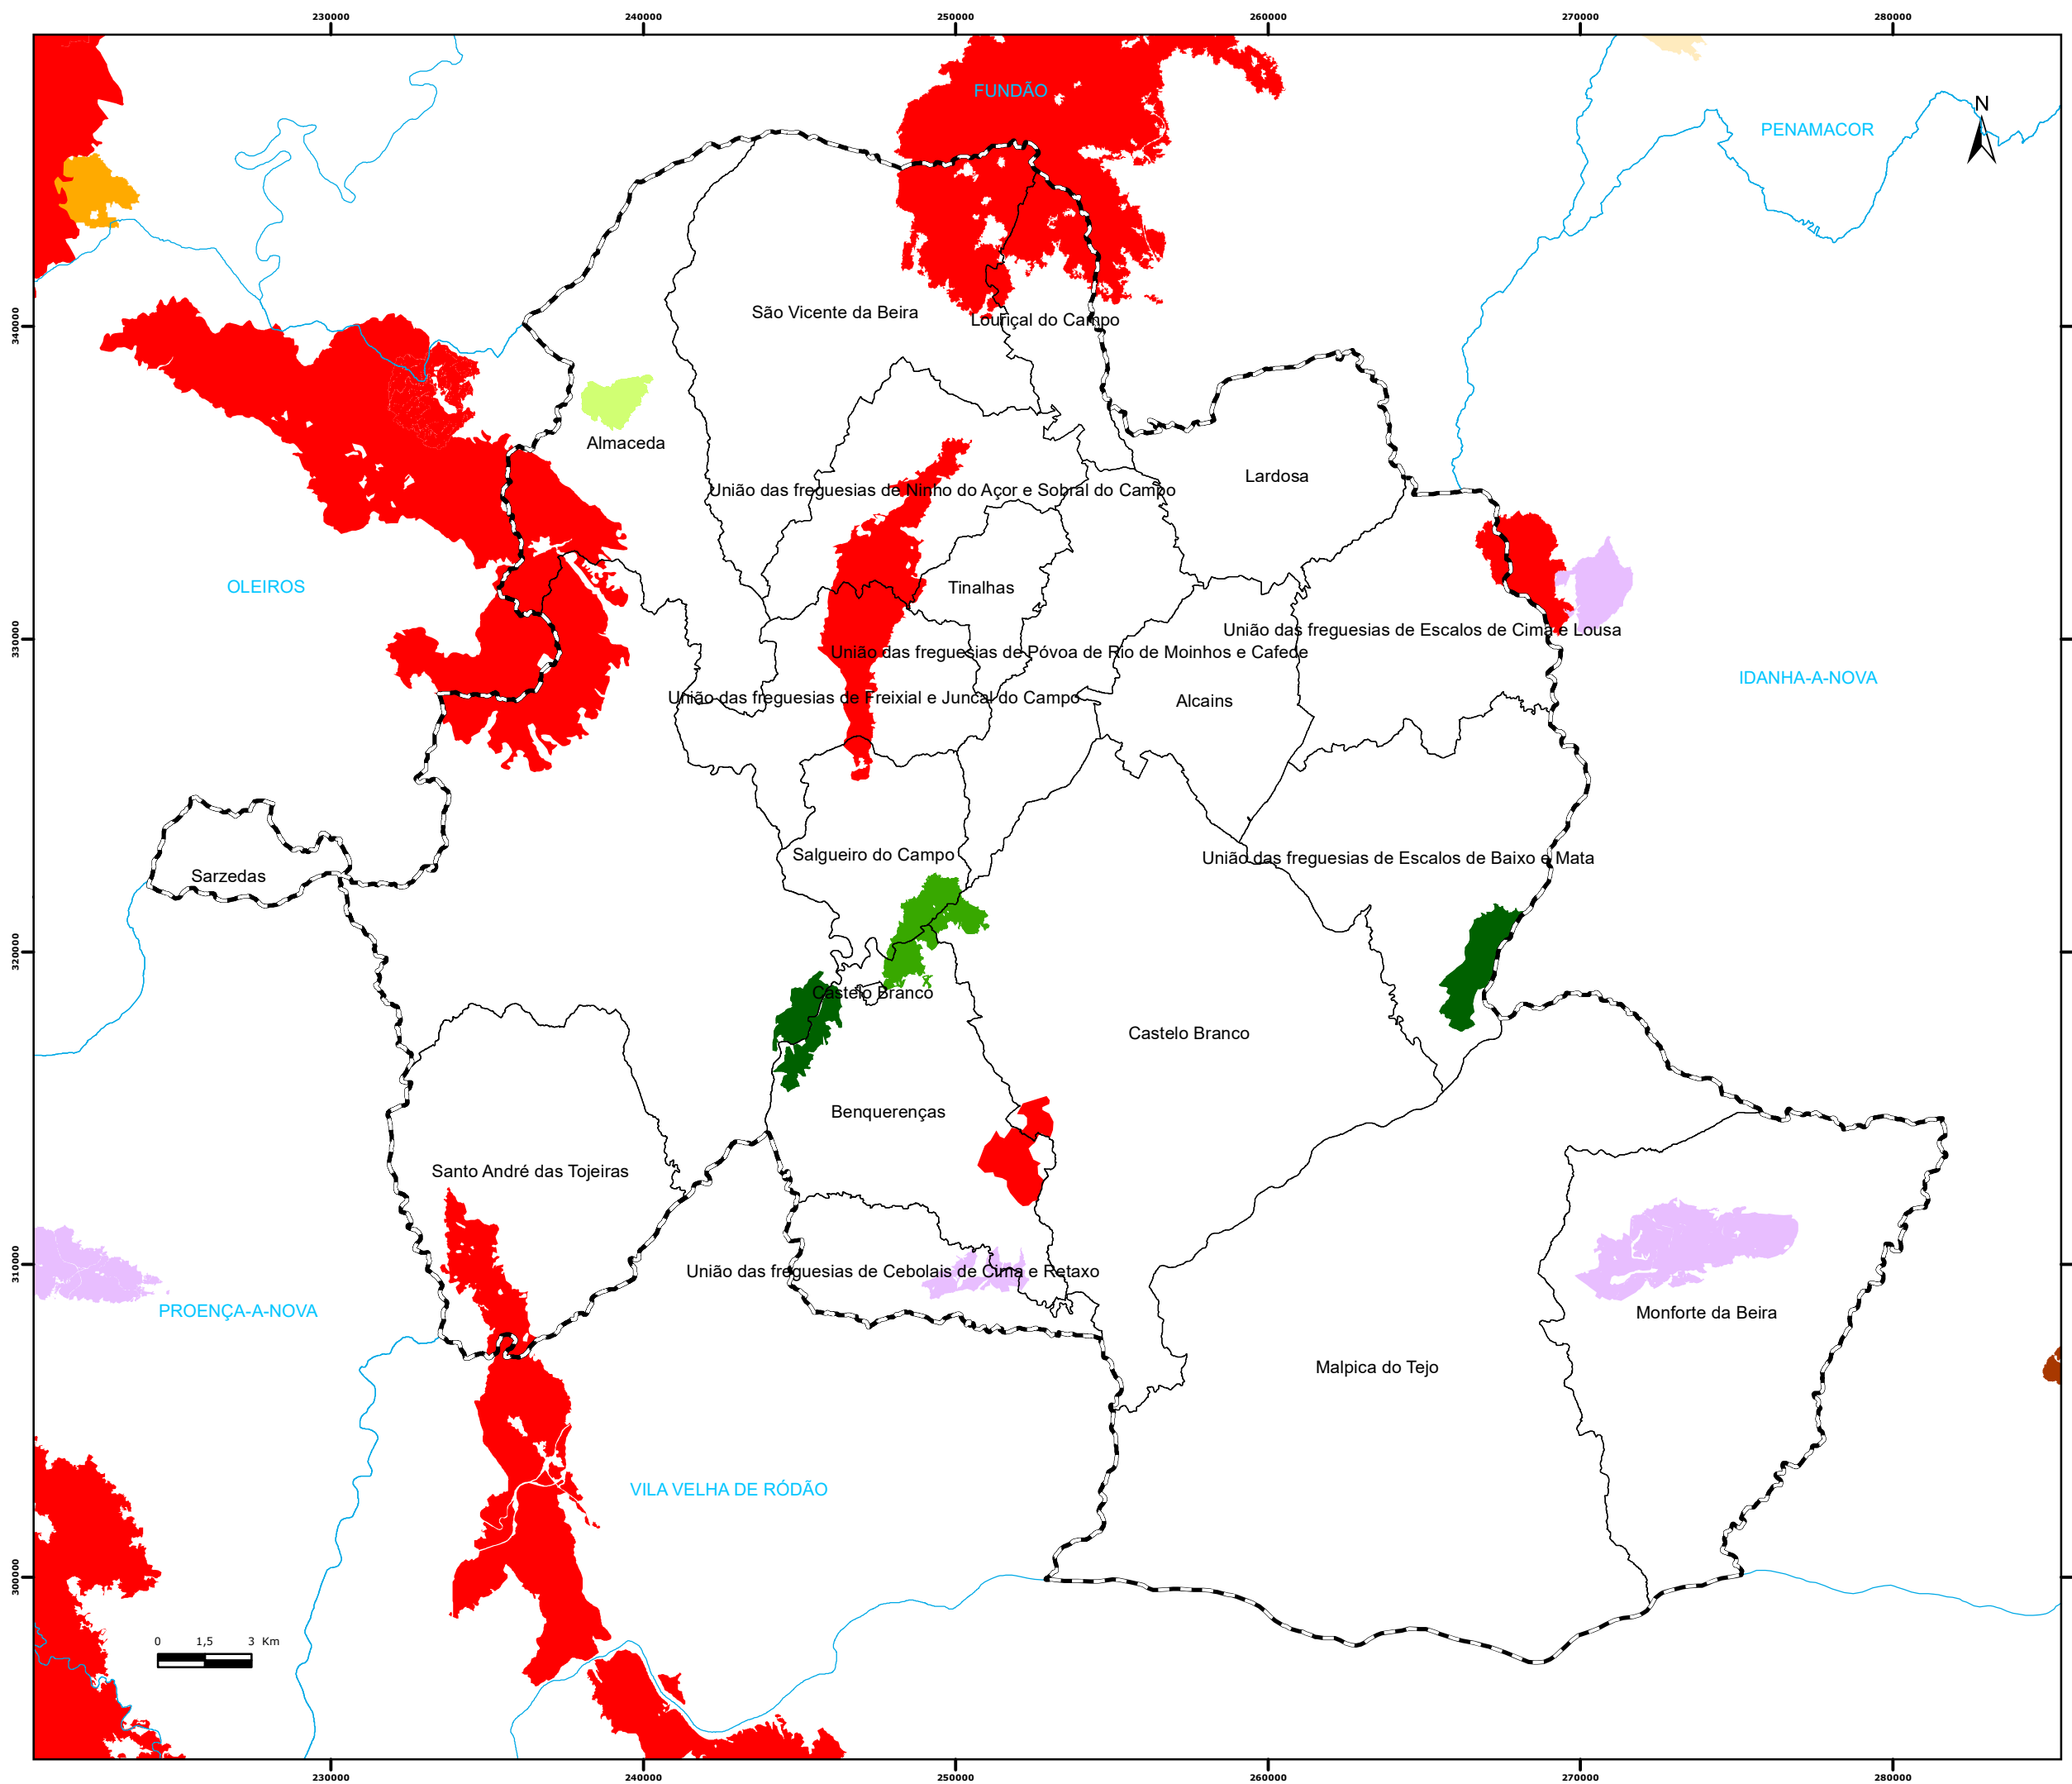 230000 240000 250000 260000 270000 280000
FUNDÃO
N
PENAMACOR
São Vicente da Beira
Louriçal do Campo
340000
Almaceda
Lardosa
União das freguesias de Ninho do Açor e Sobral do Campo
OLEIROS
Tinalhas
União das freguesias de Escalos de Cima e Lousa
330000
União das freguesias de Póvoa de Rio de Moinhos e Cafede
IDANHA-A-NOVA
União das freguesias de Freixial e Juncal do Campo
Alcains
Salgueiro do Campo
União das freguesias de Escalos de Baixo e Mata
Sarzedas
320000
Castelo Branco
Castelo Branco
Benquerenças
Santo André das Tojeiras
310000
União das freguesias de Cebolais de Cima e Retaxo
PROENÇA-A-NOVA
Monforte da Beira
Malpica do Tejo
VILA VELHA DE RÓDÃO
300000
0 1,5 3 Km
230000 240000 250000 260000 270000 280000